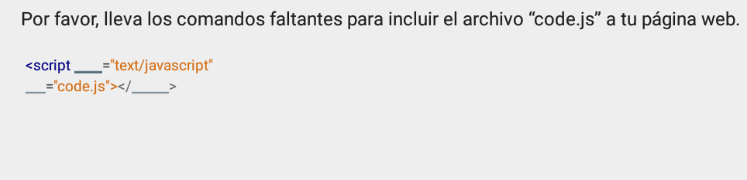 Por favor, lleva los comandos faltantes para incluir el archivo “code.js” a tu página web.
<script ____="text/javascript"
___="code.js"></_____>